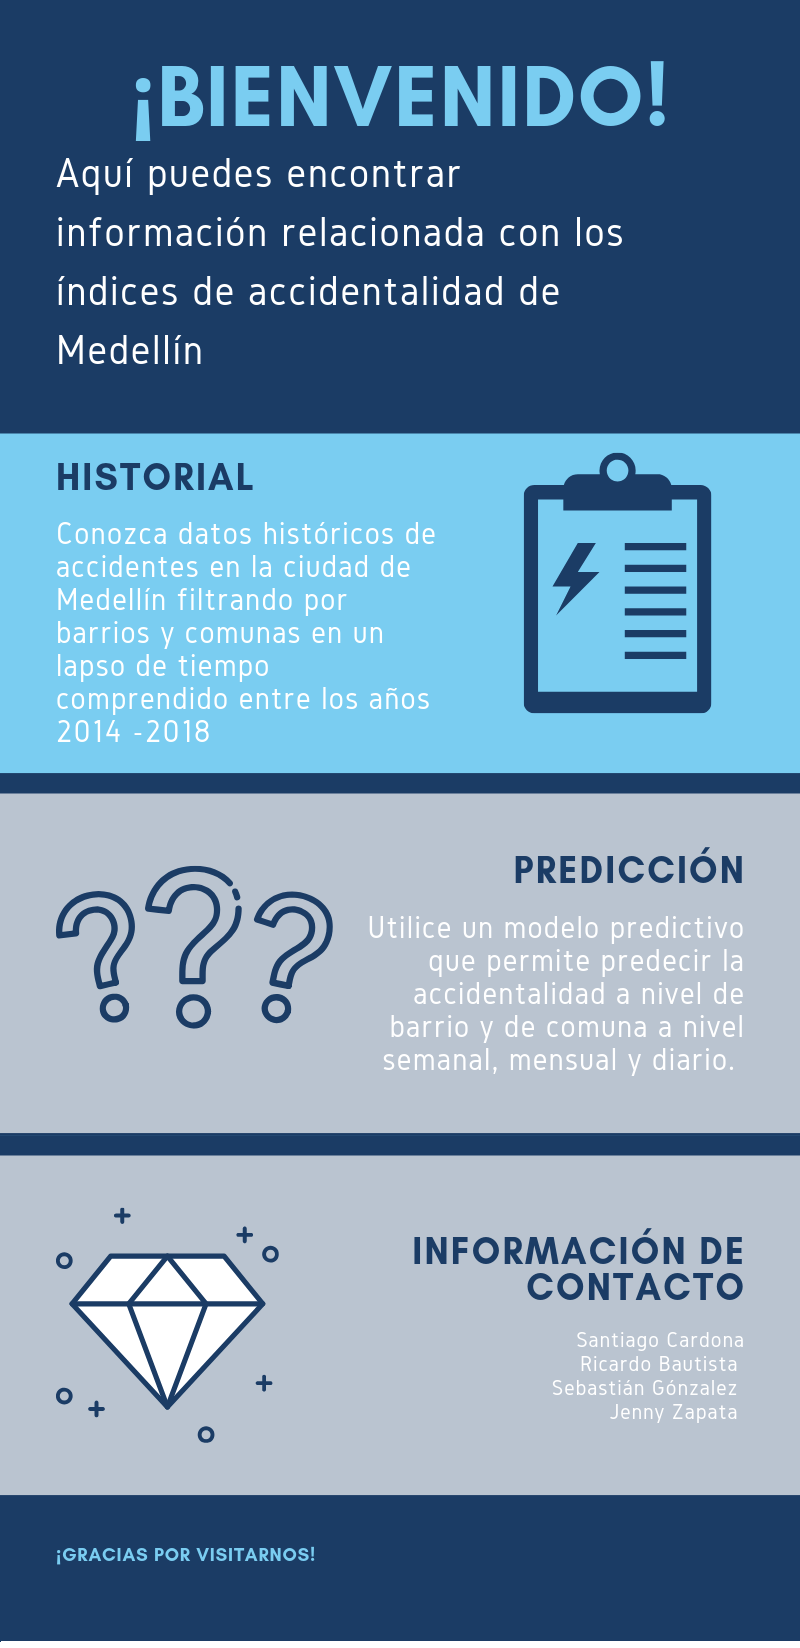 ¡BIENVENIDO!
Aquí puedes encontrar
información relacionada con los
índices de accidentalidad de
Medellín
HISTORIAL
Conozca datos históricos de
accidentes en la ciudad de
Medellín filtrando por
barrios y comunas en un
lapso de tiempo
comprendido entre los años
2014 -2018
PREDICCIÓN
Utilice un modelo predictivo
que permite predecir la
accidentalidad a nivel de
barrio y de comuna a nivel
semanal, mensual y diario.
INFORMACIÓN DE
CONTACTO
Santiago Cardona
Ricardo Bautista
Sebastián Gónzalez
Jenny Zapata
¡GRACIAS POR VISITARNOS!